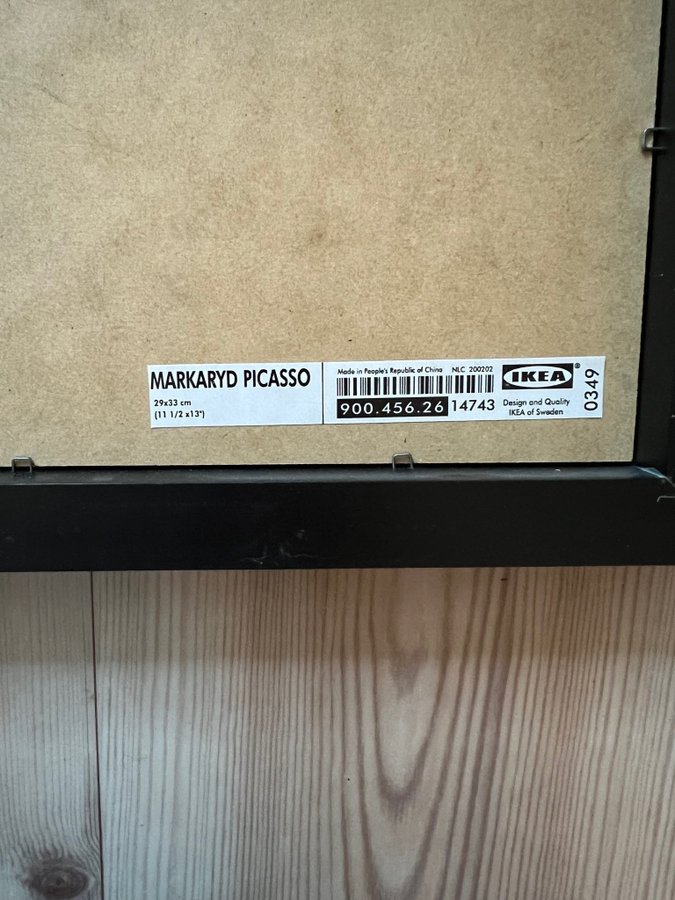 MARKARYD PICASSO
29x33 cm
(11 1/2 x13")
Made in People's Republic of China NLC 200202
900.456.26 14743
IKEA®
Design and Quality
IKEA of Sweden
0349